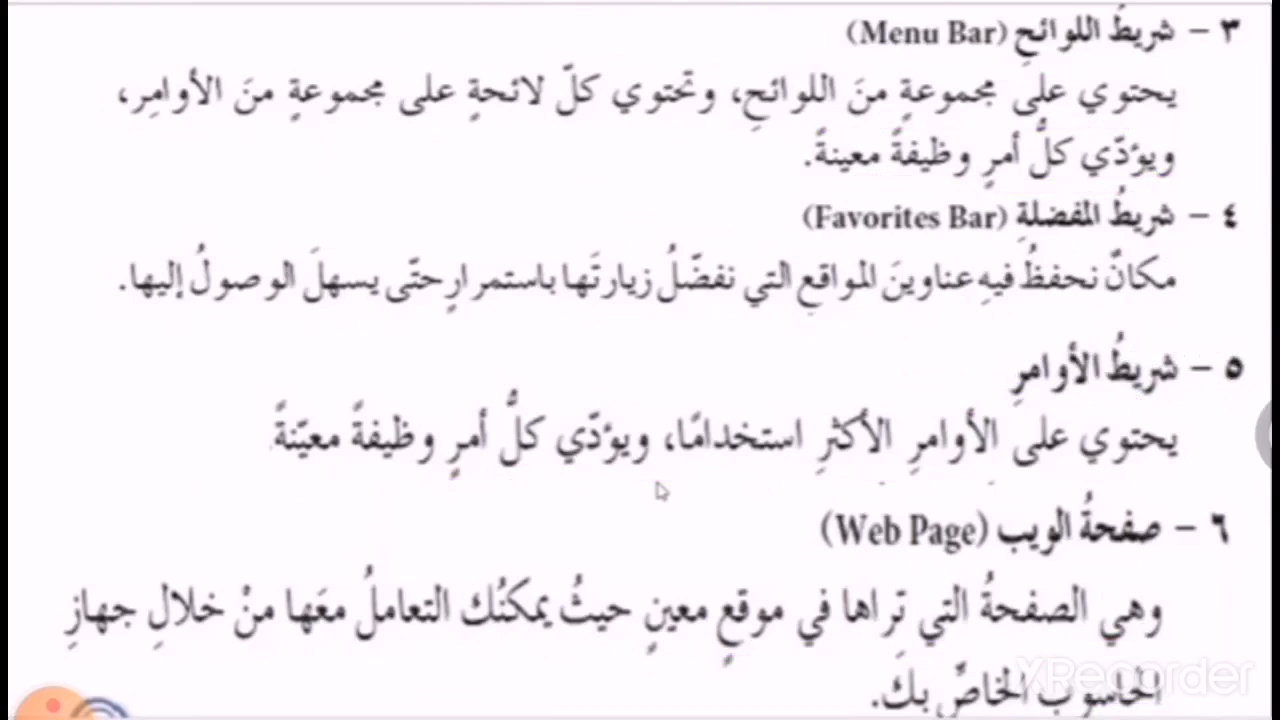 ٣ - شريطُ اللوائحِ (Menu Bar)
يحتوي على مجموعةٍ منَ اللوائحِ، وتحتوي كلّ لائحةٍ على مجموعةٍ منَ الأوامِرِ،
ويؤدّي كلُّ أمرٍ وظيفةً معينةً.
٤ - شريطُ المفضلةِ (Favorites Bar)
مكانٌ نحفظُ فيهِ عناوينَ المواقعِ التي نفضّلُ زيارتَها باستمرارٍ حتّى يسهلَ الوصولُ إليها.
٥ - شريطُ الأوامرِ
يحتوي على الأوامرِ الأكثرِ استخدامًا، ويؤدّي كلُّ أمرٍ وظيفةً معيّنةً
٦ - صفحةُ الويب (Web Page)
وهي الصفحةُ التي تراها في موقعٍ معينٍ حيثُ يمكنُك التعاملُ معَها منْ خلالِ جهازِ
الحاسوب الخاصِّ بكَ.
XRecorder